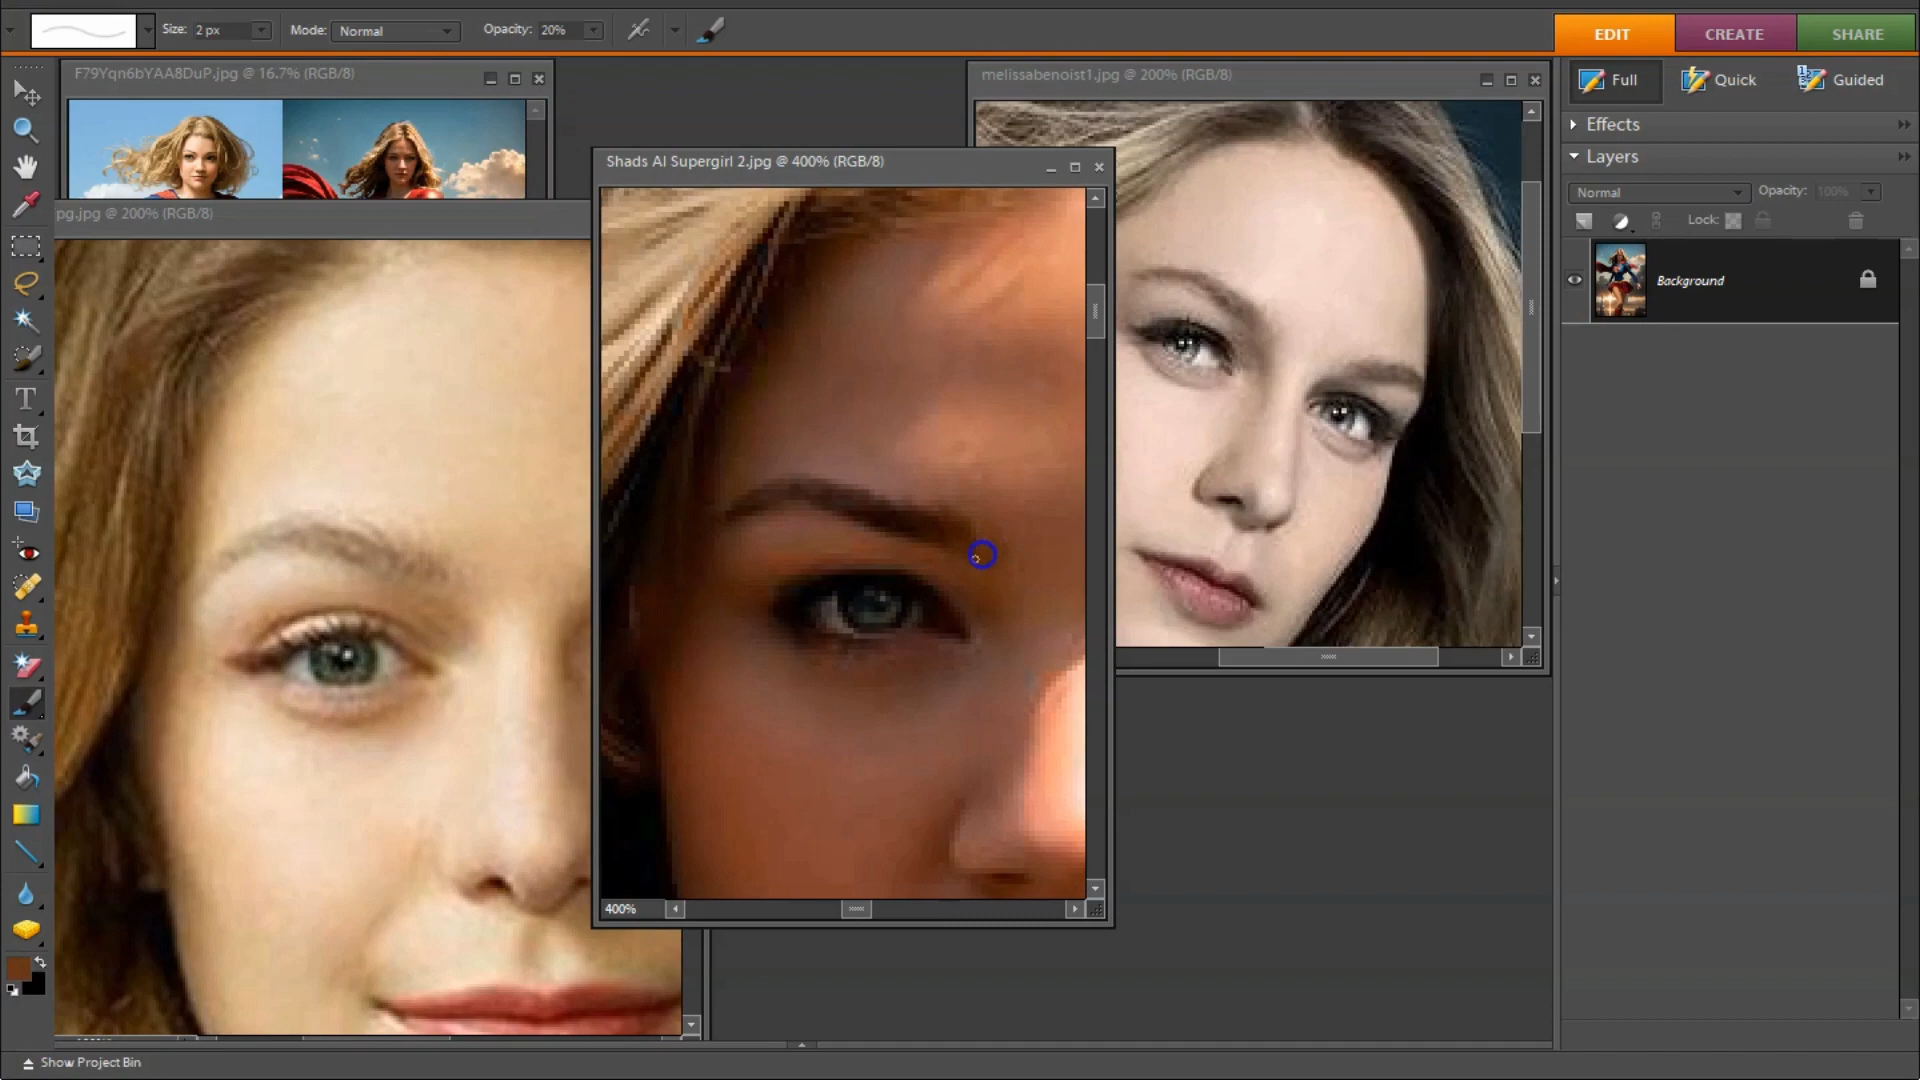 Size: 2 px
Mode: Normal
Opacity: 20%
EDIT
CREATE
SHARE
F79Yqn6bYAA8DuP.jpg @ 16.7% (RGB/8)
melissabenoist1.jpg @ 200% (RGB/8)
Full
Quick
Guided
Effects
Layers
Shads AI Supergirl 2.jpg @ 400% (RGB/8)
Normal
Opacity: 100%
pg.jpg @ 200% (RGB/8)
Lock:
Background
400%
Show Project Bin